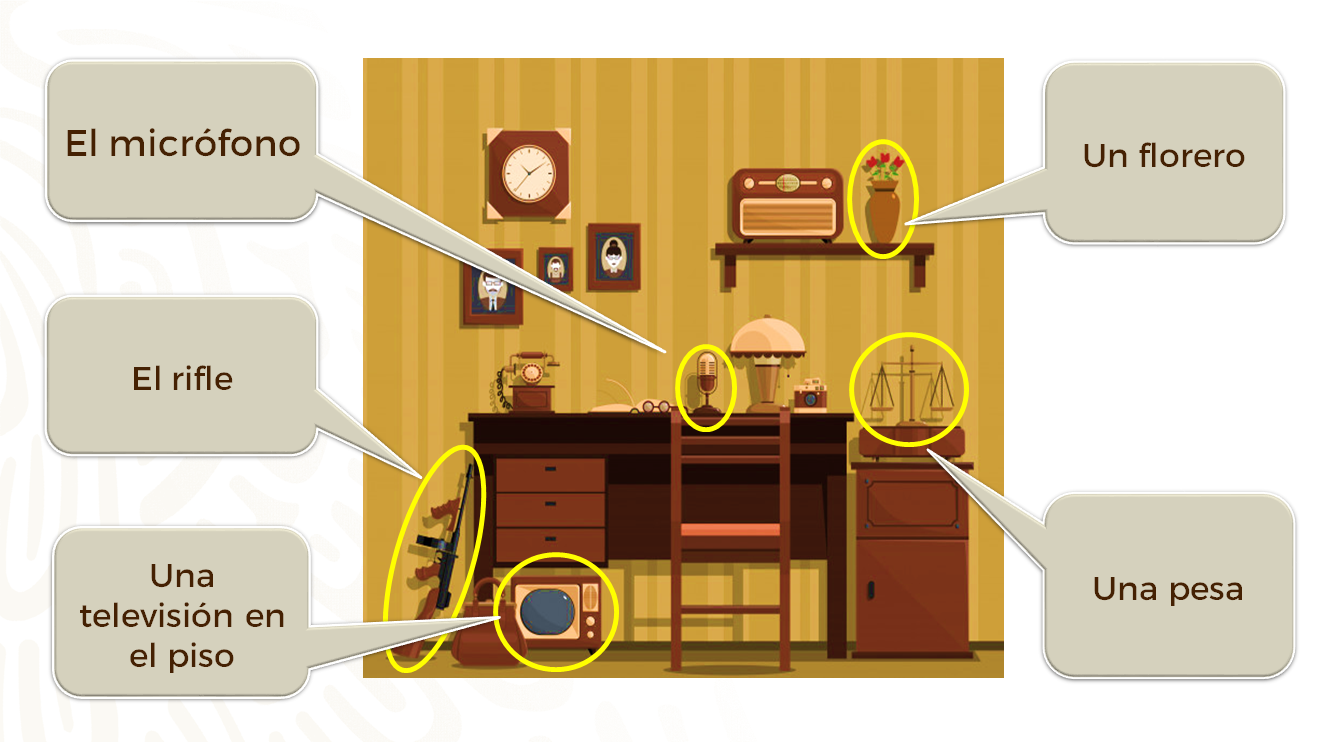 El micrófono
Un florero
El rifle
Una
televisión en
el piso
Una pesa